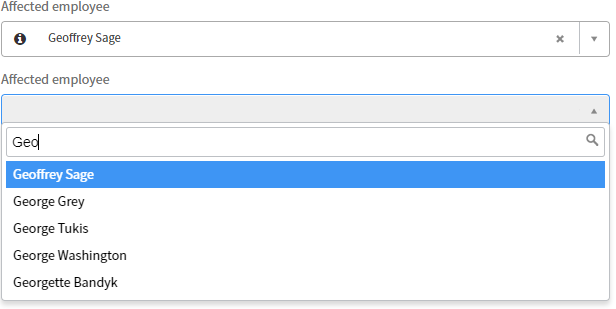 Affected employee
Geoffrey Sage
Affected employee
Geo
Geoffrey Sage
George Grey
George Tukis
George Washington
Georgette Bandyk